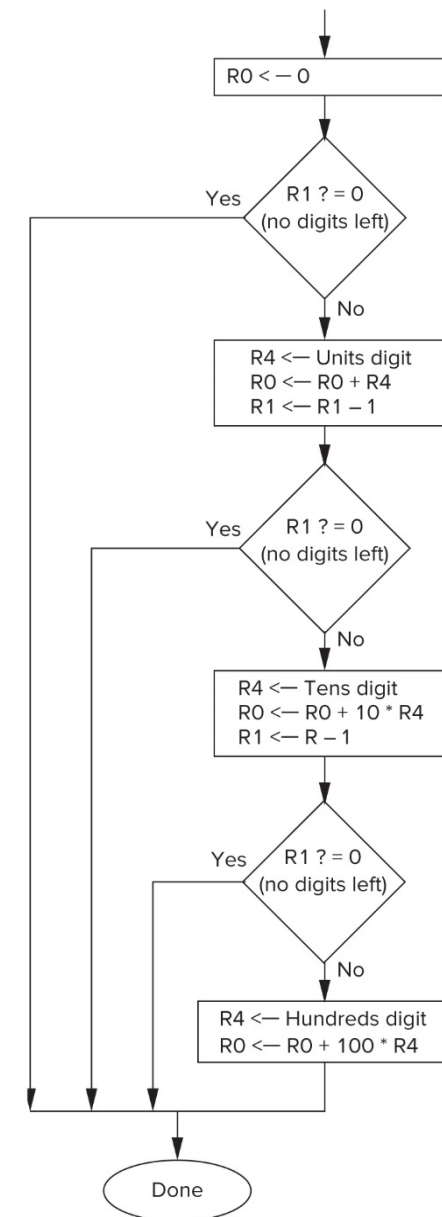 R0 <— 0
R1 ? = 0
(no digits left)
Yes
No
R4 <— Units digit
R0 <— R0 + R4
R1 <— R1 – 1
R1 ? = 0
(no digits left)
Yes
No
R4 <— Tens digit
R0 <— R0 + 10 * R4
R1 <— R – 1
R1 ? = 0
(no digits left)
Yes
No
R4 <— Hundreds digit
R0 <— R0 + 100 * R4
Done